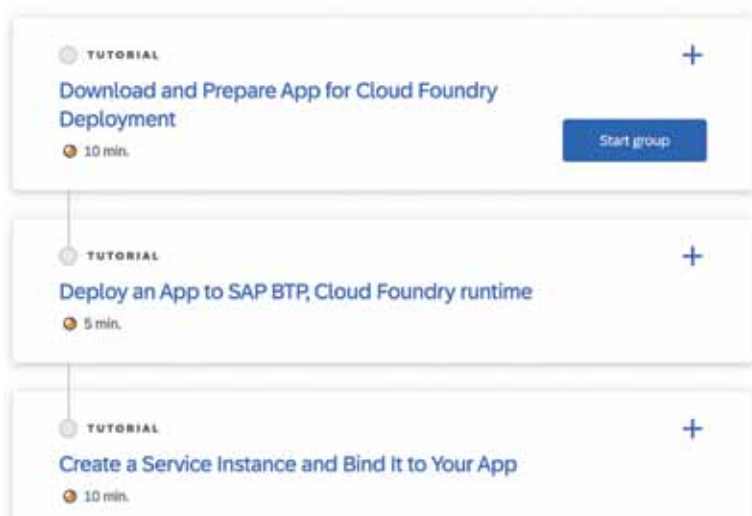 TUTORIAL
Download and Prepare App for Cloud Foundry
Deployment
10 min.
Start group
TUTORIAL
Deploy an App to SAP BTP, Cloud Foundry runtime
5 min.
TUTORIAL
Create a Service Instance and Bind It to Your App
10 min.